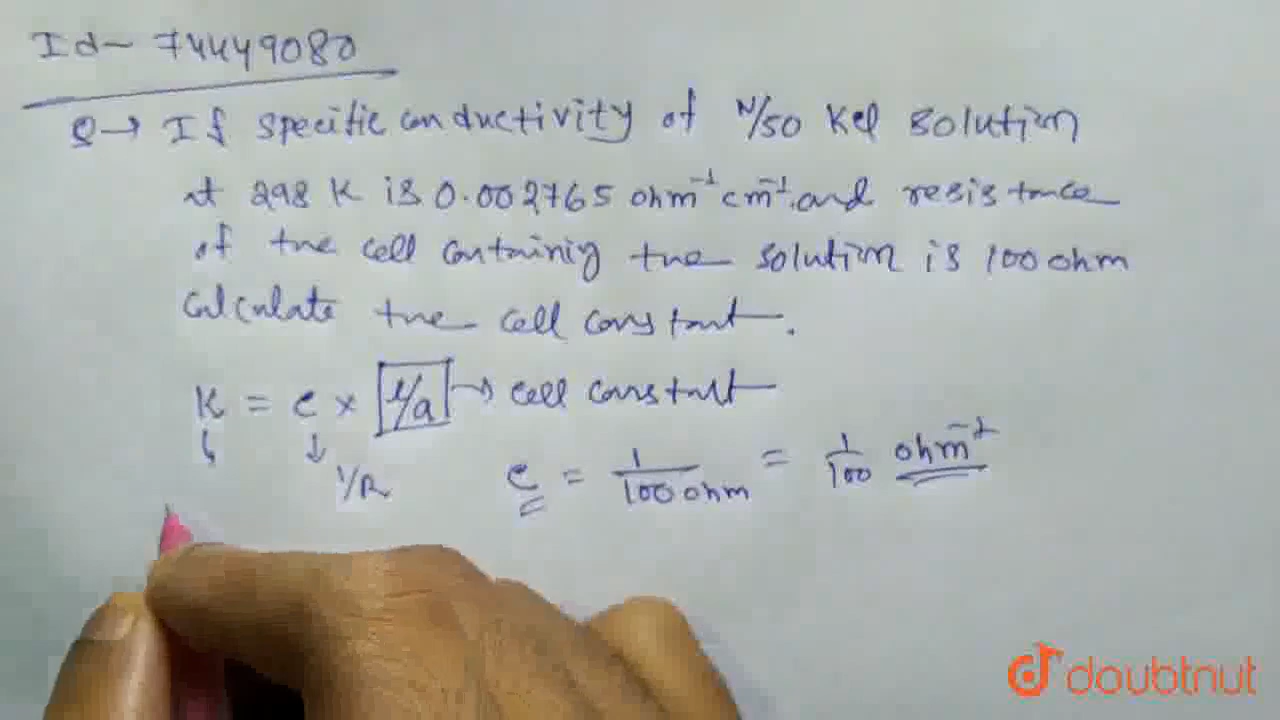 Id- 74449080
Q→ If specific conductivity of N/50 KCl solution
at 298 K is 0.002765 ohm⁻¹ cm⁻¹. and resistance
of the cell containing the solution is 100 ohm
calculate the cell constant.
K = c × l/a → cell constant
↓ ↓ 1/R
c = 1/100 ohm = 1/100 ohm⁻¹
doubtnut